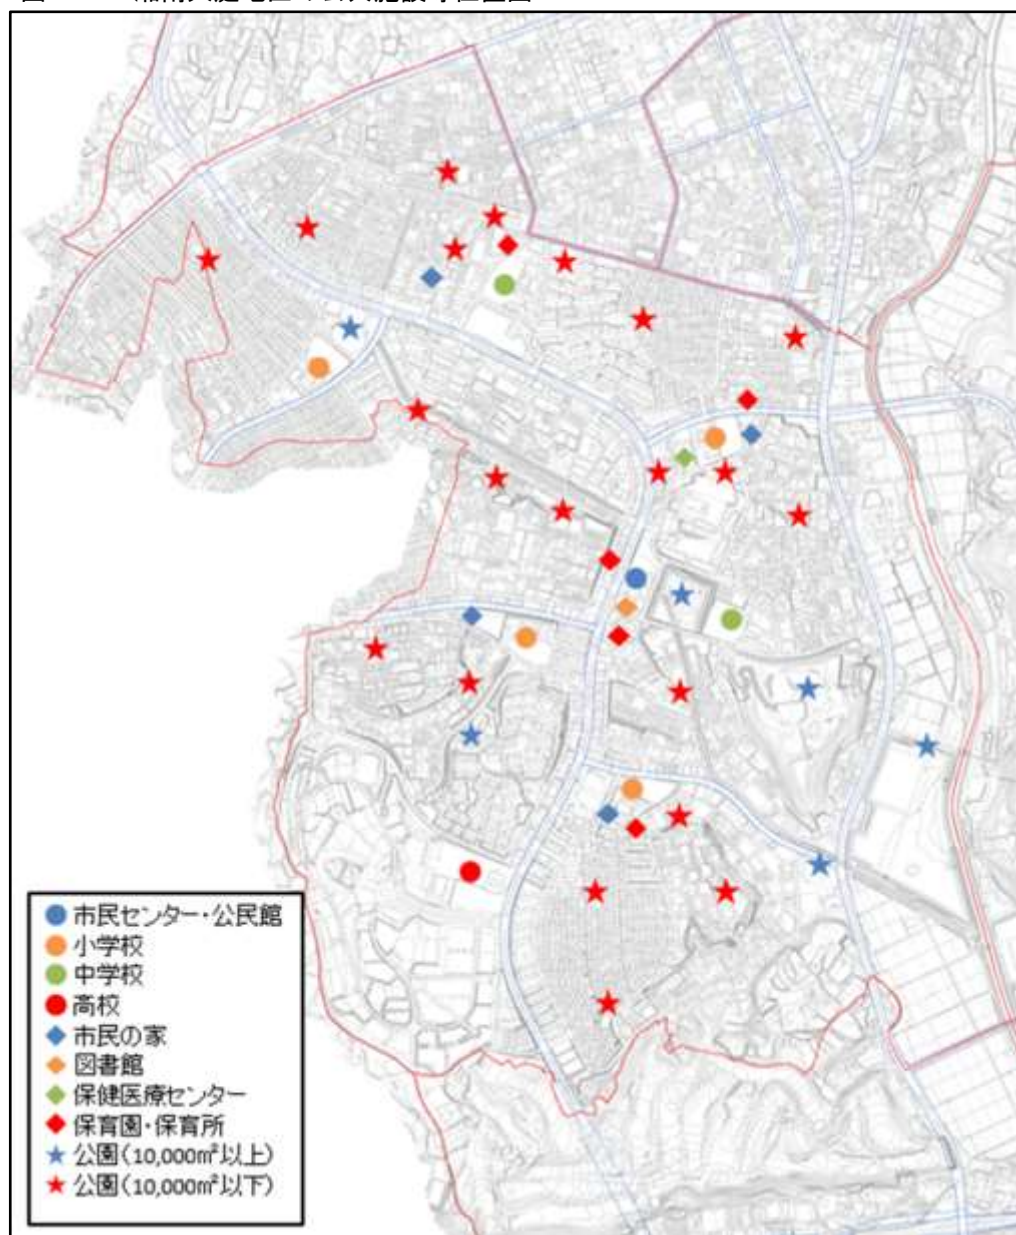 市民センター・公民館
小学校
中学校
高校
市民の家
図書館
保健医療センター
保育園・保育所
公園（10,000㎡以上）
公園（10,000㎡以下）